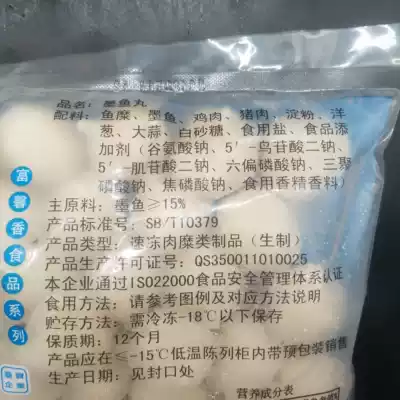 品名:墨鱼丸
配料:鱼糜、墨鱼、鸡肉、猪肉、淀粉、洋
葱、大蒜、白砂糖、食用盐、食品添
加剂(谷氨酸钠、5′-鸟苷酸二钠、
5′-肌苷酸二钠、六偏磷酸钠、三聚
磷酸钠、焦磷酸钠、食用香精香料)
主原料:墨鱼≥15%
产品标准号:SB/T10379
产品类型:速冻肉糜类制品(生制)
产品生产许可证号:QS350011010025
本企业通过ISO22000食品安全管理体系认证
食用方法:请参考图例及对应方法说明
贮存方法:需冷冻-18℃以下保存
保质期:12个月
产品应在≤-15℃低温陈列柜内带预包装销售
生产日期:见封口处
营养成分表
富馨香食品系列